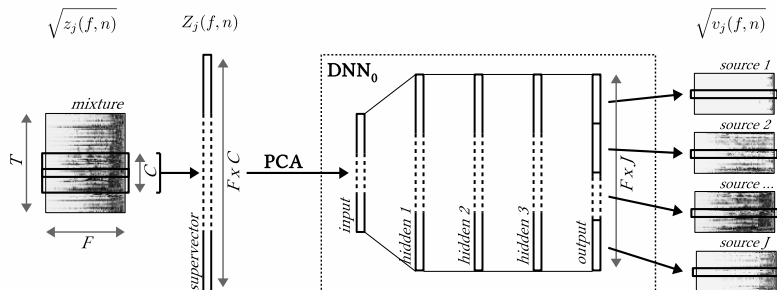 √z_j(f,n)
Z_j(f,n)
√v_j(f,n)
DNN₀
source 1
mixture
source 2
T
C
F x C
PCA
F x J
source ...
input
hidden 1
hidden 2
hidden 3
output
supervector
F
source J